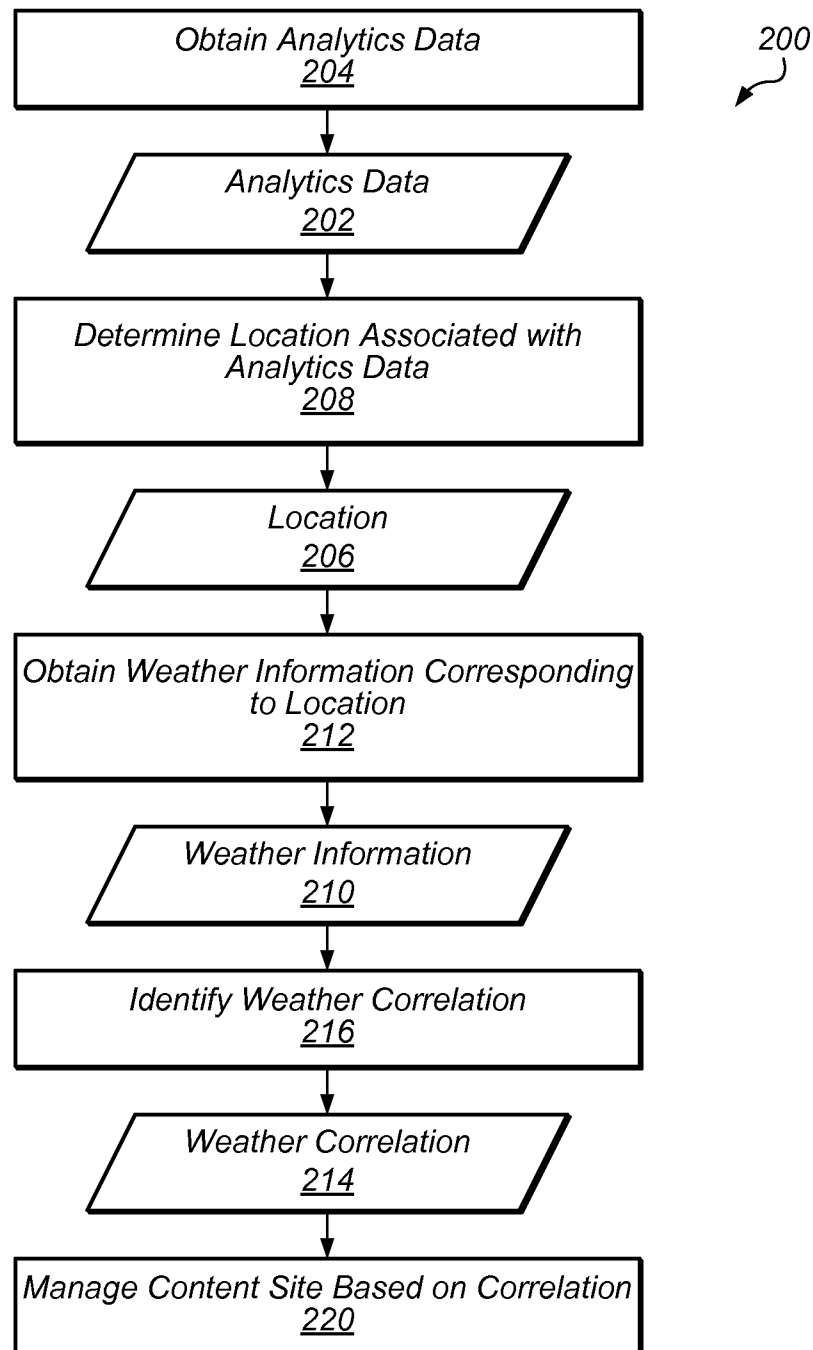 Obtain Analytics Data
204
200
Analytics Data
202
Determine Location Associated with
Analytics Data
208
Location
206
Obtain Weather Information Corresponding
to Location
212
Weather Information
210
Identify Weather Correlation
216
Weather Correlation
214
Manage Content Site Based on Correlation
220